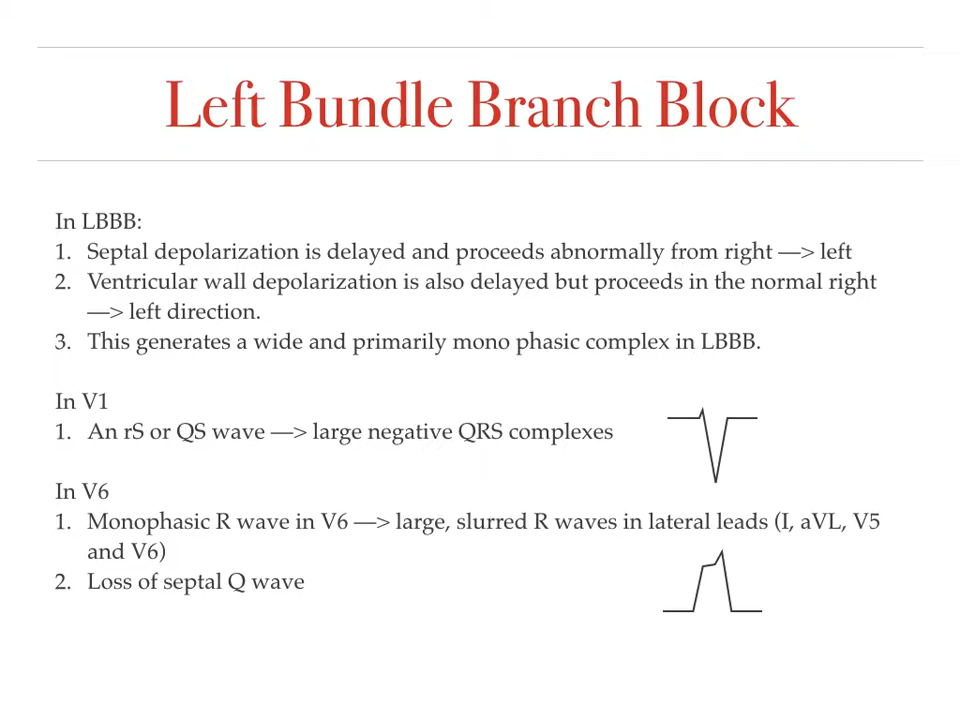 Left Bundle Branch Block
In LBBB:
1. Septal depolarization is delayed and proceeds abnormally from right —> left
2. Ventricular wall depolarization is also delayed but proceeds in the normal right
—> left direction.
3. This generates a wide and primarily mono phasic complex in LBBB.
In V1
1. An rS or QS wave —> large negative QRS complexes
In V6
1. Monophasic R wave in V6 —> large, slurred R waves in lateral leads (I, aVL, V5
and V6)
2. Loss of septal Q wave